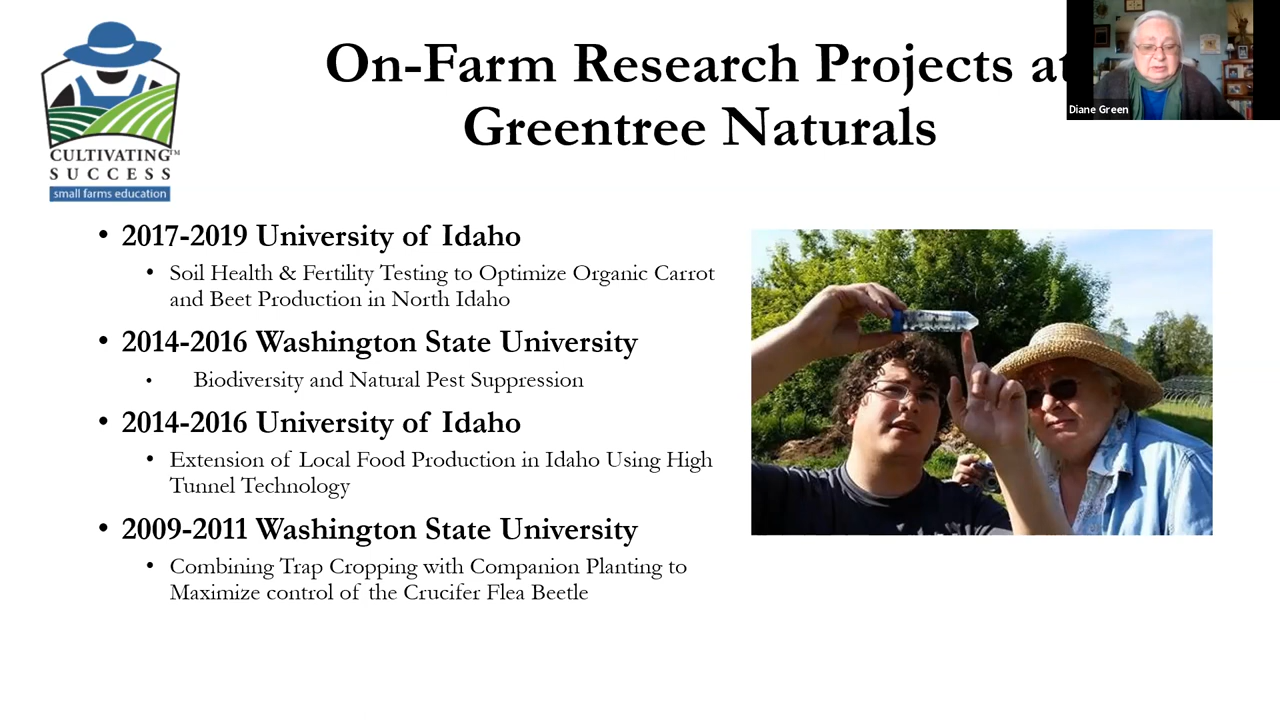 On-Farm Research Projects at
Greentree Naturals
Diane Green
CULTIVATING™
SUCCESS
small farms education
• 2017-2019 University of Idaho
• Soil Health & Fertility Testing to Optimize Organic Carrot
and Beet Production in North Idaho
• 2014-2016 Washington State University
• Biodiversity and Natural Pest Suppression
• 2014-2016 University of Idaho
• Extension of Local Food Production in Idaho Using High
Tunnel Technology
• 2009-2011 Washington State University
• Combining Trap Cropping with Companion Planting to
Maximize control of the Crucifer Flea Beetle